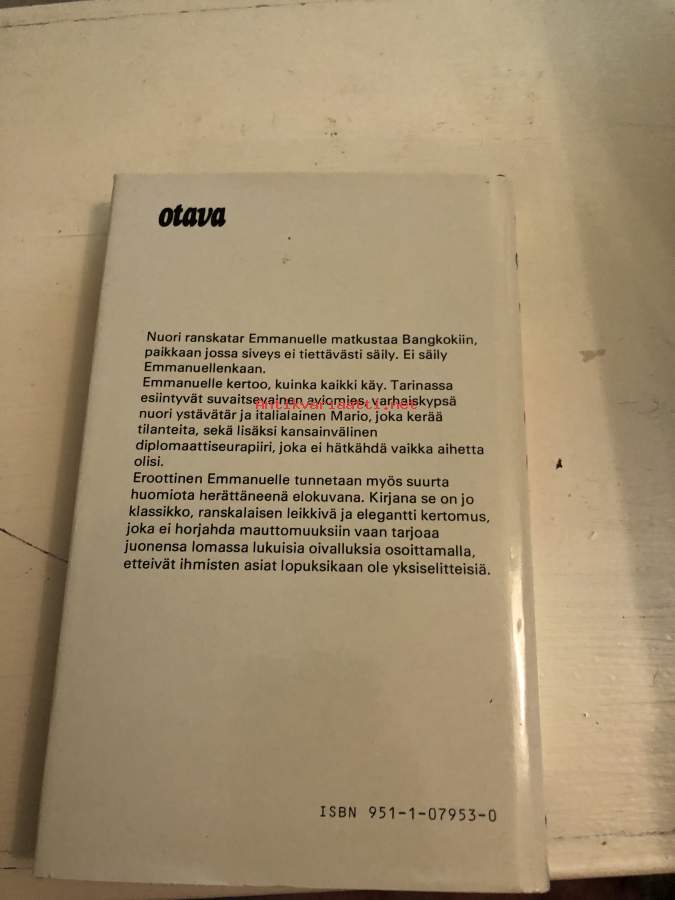 otava
Nuori ranskatar Emmanuelle matkustaa Bangkokiin,
paikkaan jossa siveys ei tiettävästi säily. Ei säily
Emmanuellenkaan.
Emmanuelle kertoo, kuinka kaikki käy. Tarinassa
esiintyvät suvaitsevainen aviomies, varhaiskypsä
Antikvariaatti.net
nuori ystävätär ja italialainen Mario, joka kerää
tilanteita, sekä lisäksi kansainvälinen
diplomaattiseurapiiri, joka ei hätkähdä vaikka aihetta
olisi.
Eroottinen Emmanuelle tunnetaan myös suurta
huomiota herättäneenä elokuvana. Kirjana se on jo
klassikko, ranskalaisen leikkivä ja elegantti kertomus,
joka ei horjahda mauttomuuksiin vaan tarjoaa
juonensa lomassa lukuisia oivalluksia osoittamalla,
etteivät ihmisten asiat lopuksikaan ole yksiselitteisiä.
ISBN 951-1-07953-0